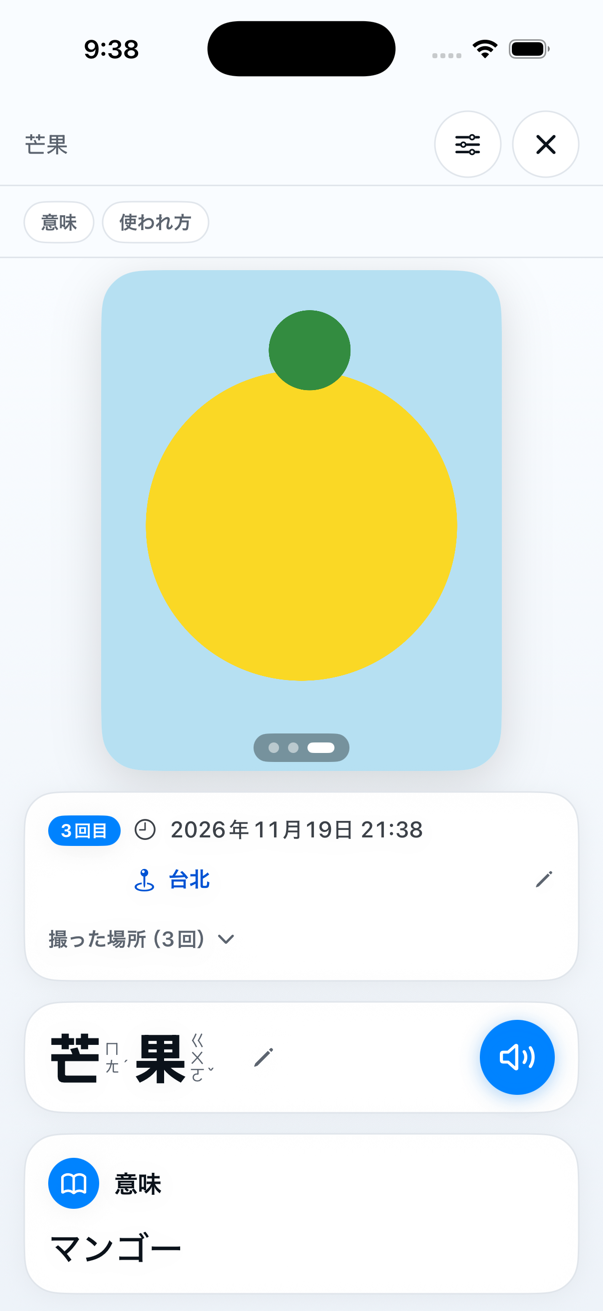 9:38
芒果
意味
使われ方
3回目 2026年11月19日 21:38
台北
撮った場所 (3回)
芒ㄇㄤˊ果ㄍㄨㄛˇ
意味
マンゴー